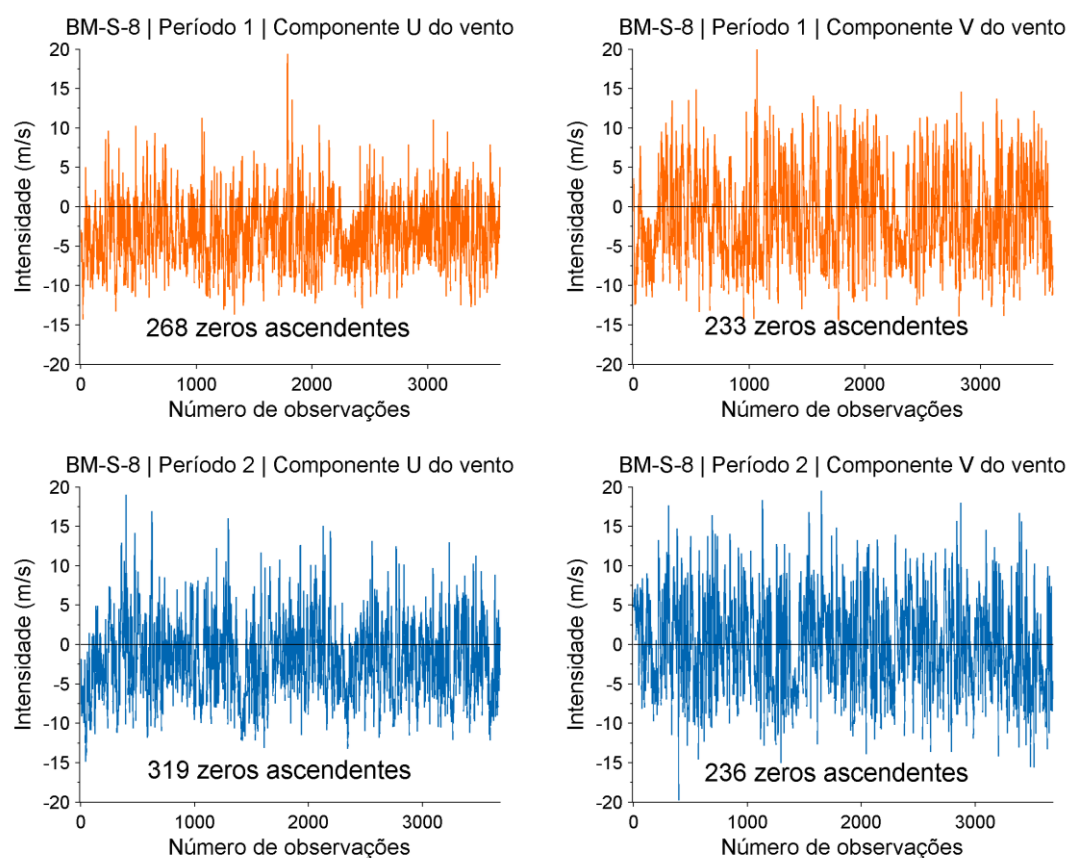 BM-S-8 | Período 1 | Componente U do vento
20
15
10
5
0
-5
-10
-15
-20
Intensidade (m/s)
268 zeros ascendentes
0 1000 2000 3000
Número de observações
BM-S-8 | Período 1 | Componente V do vento
20
15
10
5
0
-5
-10
-15
-20
Intensidade (m/s)
233 zeros ascendentes
0 1000 2000 3000
Número de observações
BM-S-8 | Período 2 | Componente U do vento
20
15
10
5
0
-5
-10
-15
-20
Intensidade (m/s)
319 zeros ascendentes
0 1000 2000 3000
Número de observações
BM-S-8 | Período 2 | Componente V do vento
20
15
10
5
0
-5
-10
-15
-20
Intensidade (m/s)
236 zeros ascendentes
0 1000 2000 3000
Número de observações